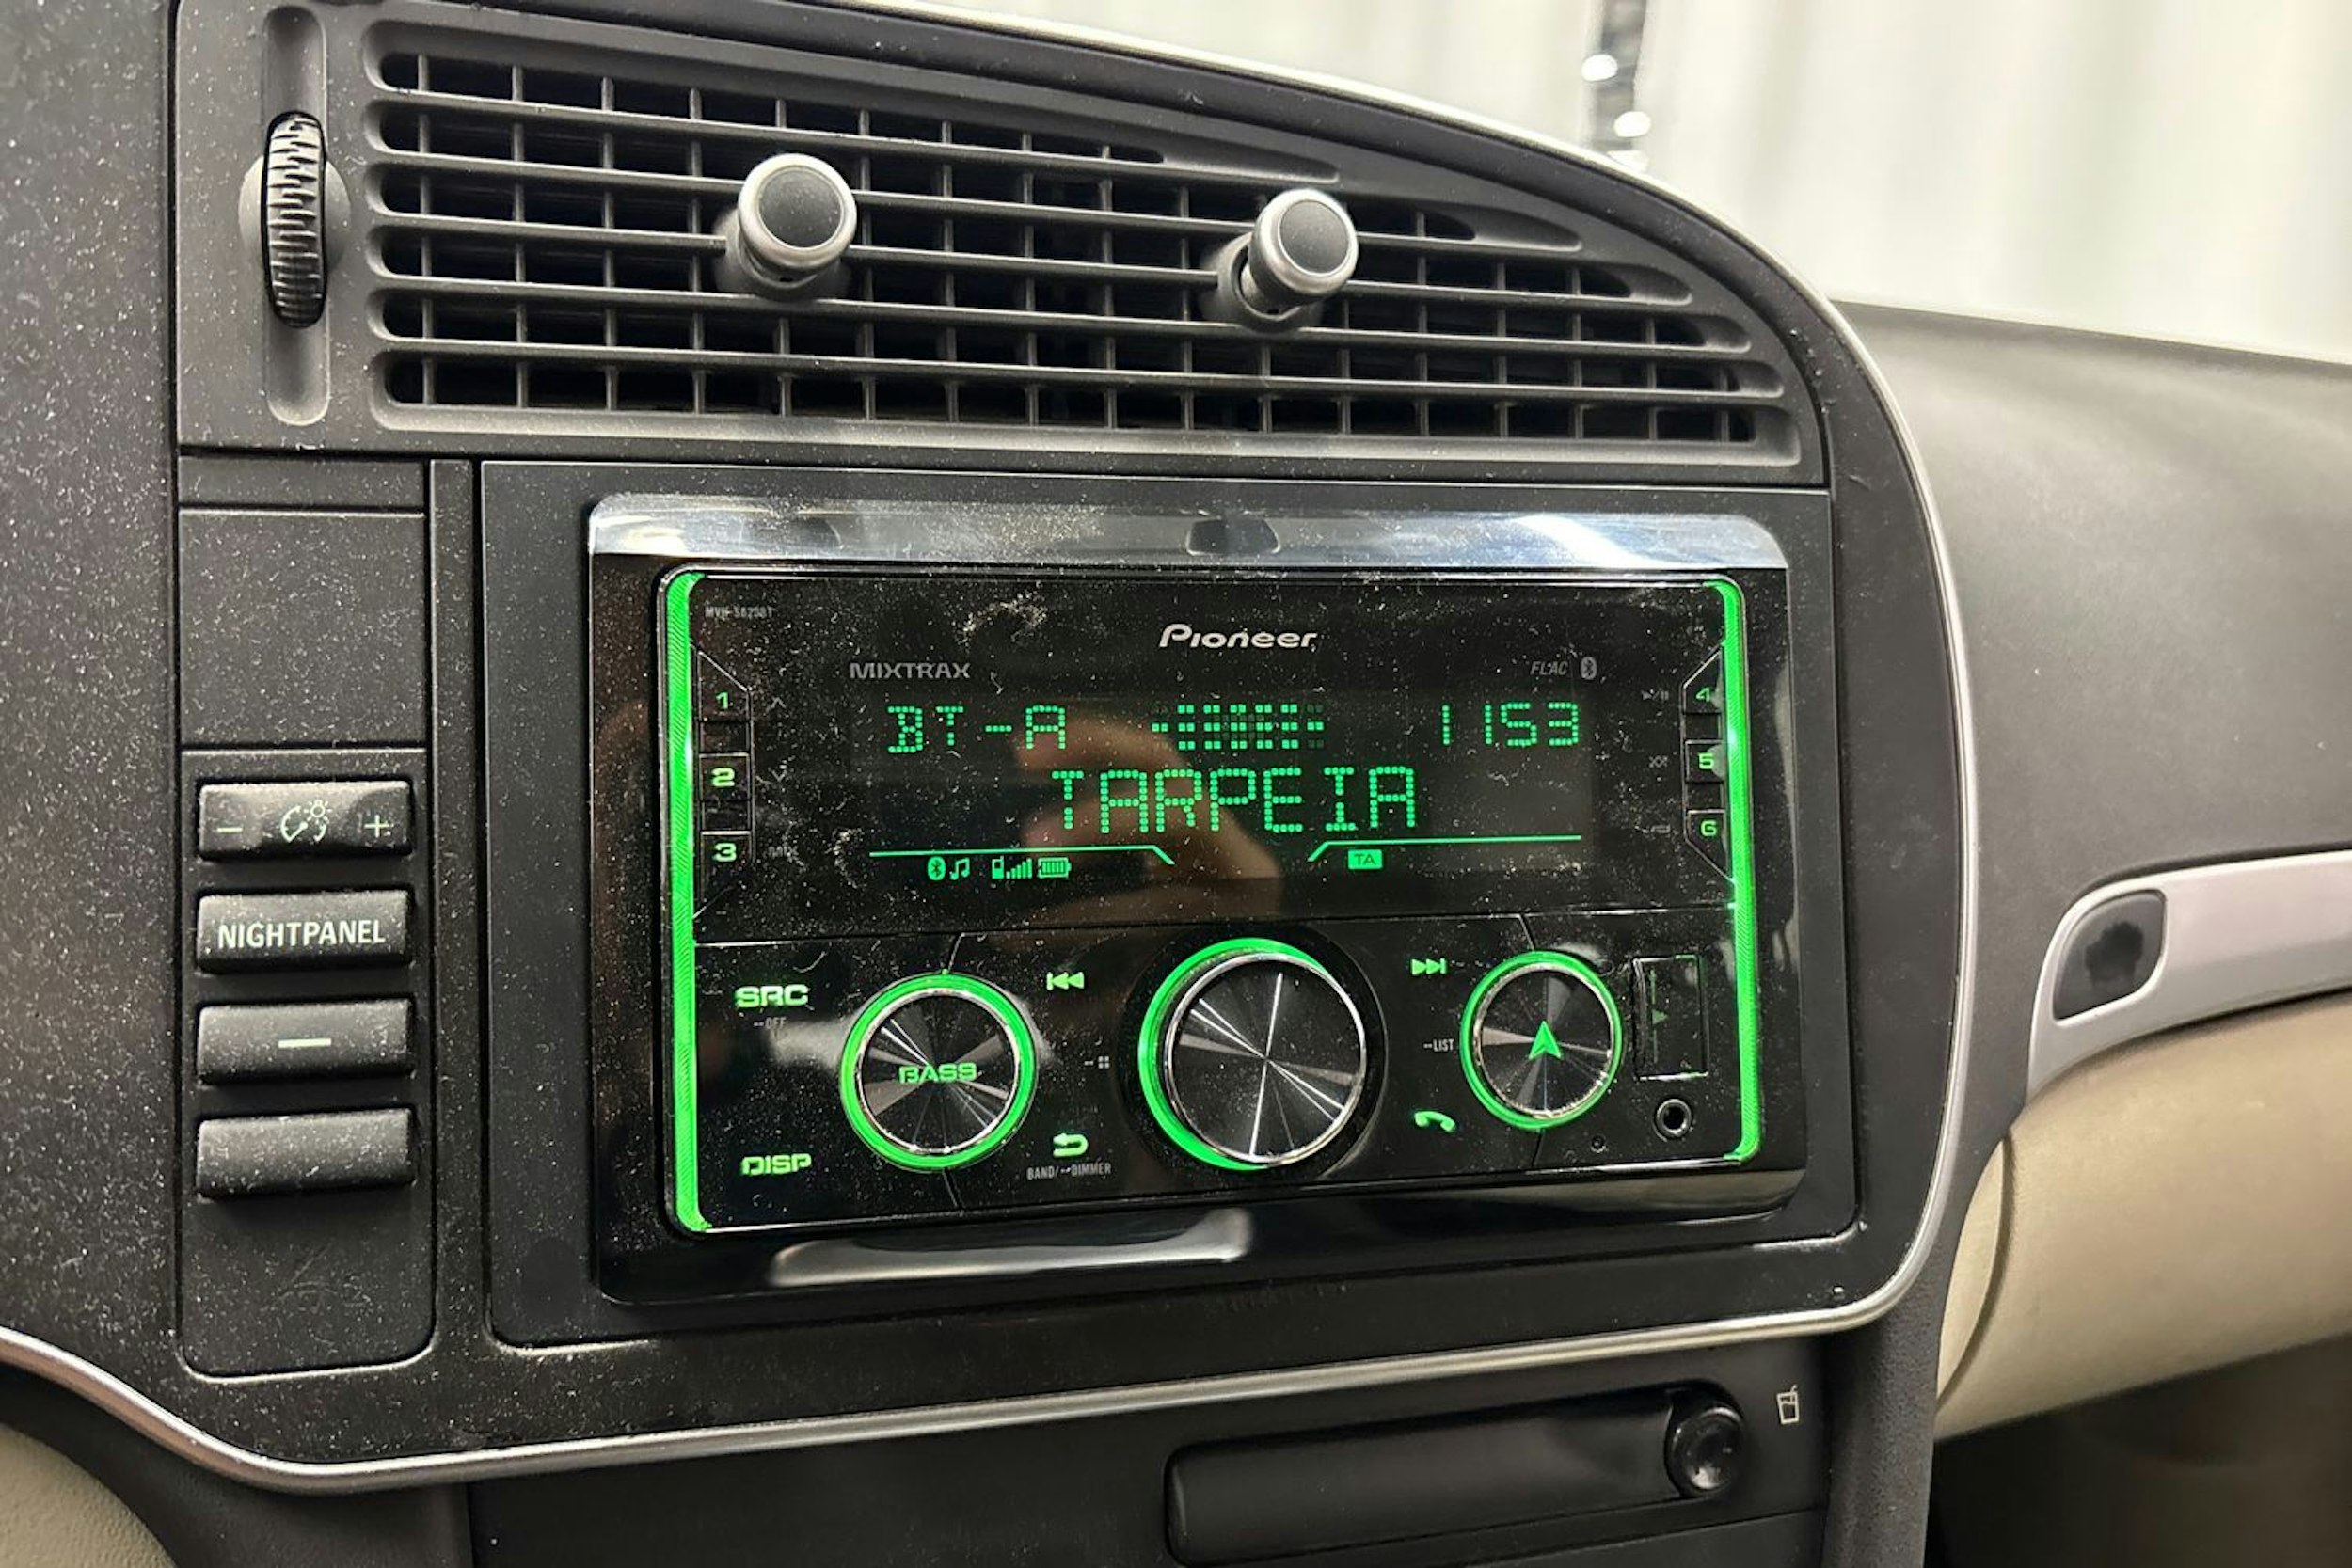 Pioneer
MIXTRAX
FLAC
BT-A 1153
TARPEIA
TA
1
2
3
4
5
6
NIGHTPANEL
SRC
OFF
BASS
LIST
DISP
BAND/ DIMMER